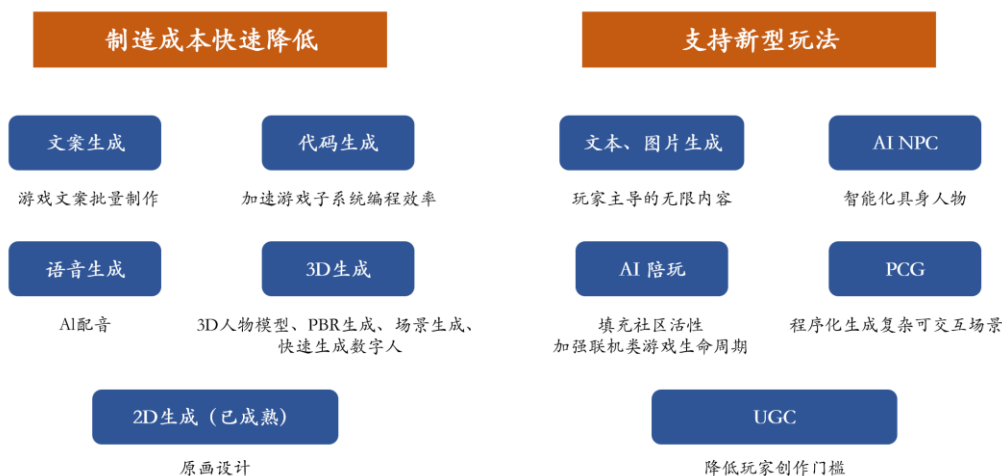 制造成本快速降低
文案生成
游戏文案批量制作
代码生成
加速游戏子系统编程效率
语音生成
AI配音
3D生成
3D人物模型、PBR生成、场景生成、
快速生成数字人
2D生成（已成熟）
原画设计
支持新型玩法
文本、图片生成
玩家主导的无限内容
AI NPC
智能化具身人物
AI 陪玩
填充社区活性
加强联机类游戏生命周期
PCG
程序化生成复杂可交互场景
UGC
降低玩家创作门槛